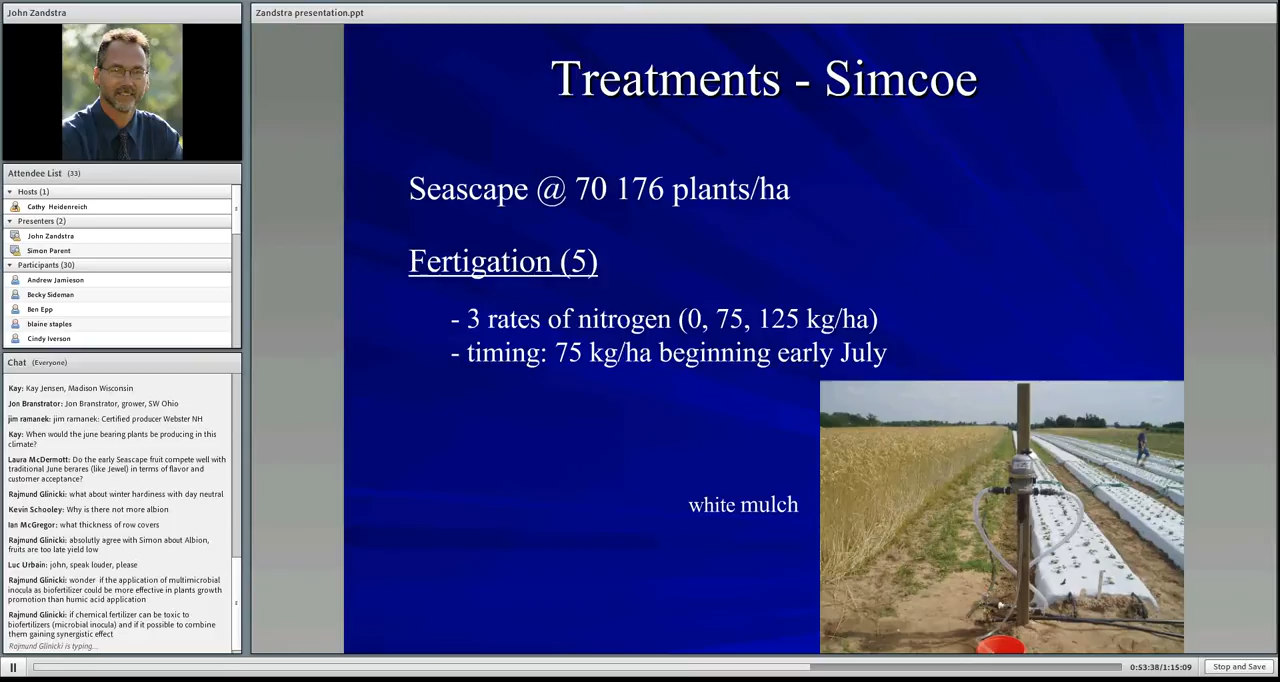 John Zandstra
Attendee List (33)
Hosts (1)
Cathy Heidenreich
Presenters (2)
John Zandstra
Simon Parent
Participants (30)
Andrew Jamieson
Becky Sideman
Ben Epp
blaine staples
Cindy Iverson
Chat (Everyone)
Kay: Kay Jensen, Madison Wisconsin
Jon Branstrator: Jon Branstrator, grower, SW Ohio
jim ramanek: jim ramanek: Certified producer Webster NH
Kay: When would the june bearing plants be producing in this
climate?
Laura McDermott: Do the early Seascape fruit compete well with
traditional June berares (like Jewel) in terms of flavor and
customer acceptance?
Rajmund Glinicki: what about winter hardiness with day neutral
Kevin Schooley: Why is there not more albion
Ian McGregor: what thickness of row covers
Rajmund Glinicki: absolutly agree with Simon about Albion,
fruits are too late yield low
Luc Urbain: john, speak louder, please
Rajmund Glinicki: wonder if the application of multimicrobial
inocula as biofertilizer could be more effective in plants growth
promotion than humic acid application
Rajmund Glinicki: if chemical fertilizer can be toxic to
biofertilizers (microbial inocula) and if it possible to combine
them gaining synergistic effect
Rajmund Glinicki is typing...
Zandstra presentation.ppt
Treatments - Simcoe
Seascape @ 70 176 plants/ha
Fertigation (5)
- 3 rates of nitrogen (0, 75, 125 kg/ha)
- timing: 75 kg/ha beginning early July
white mulch
0:53:38/1:15:09
Stop and Save